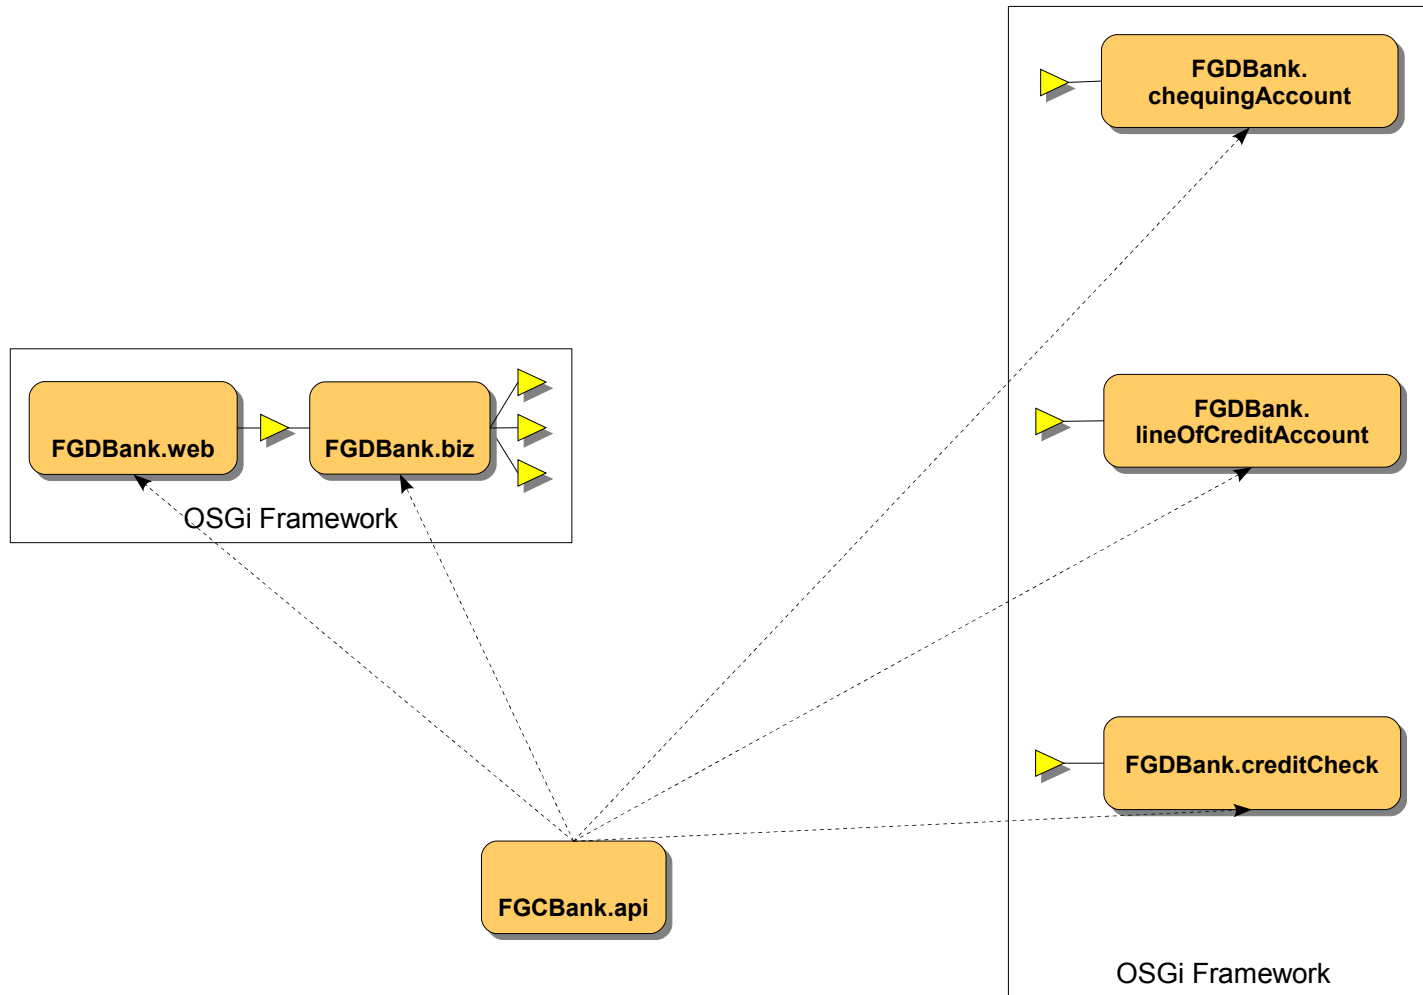 FGDBank.
chequingAccount
FGDBank.web
FGDBank.biz
OSGi Framework
FGDBank.
lineOfCreditAccount
FGDBank.creditCheck
FGCBank.api
OSGi Framework